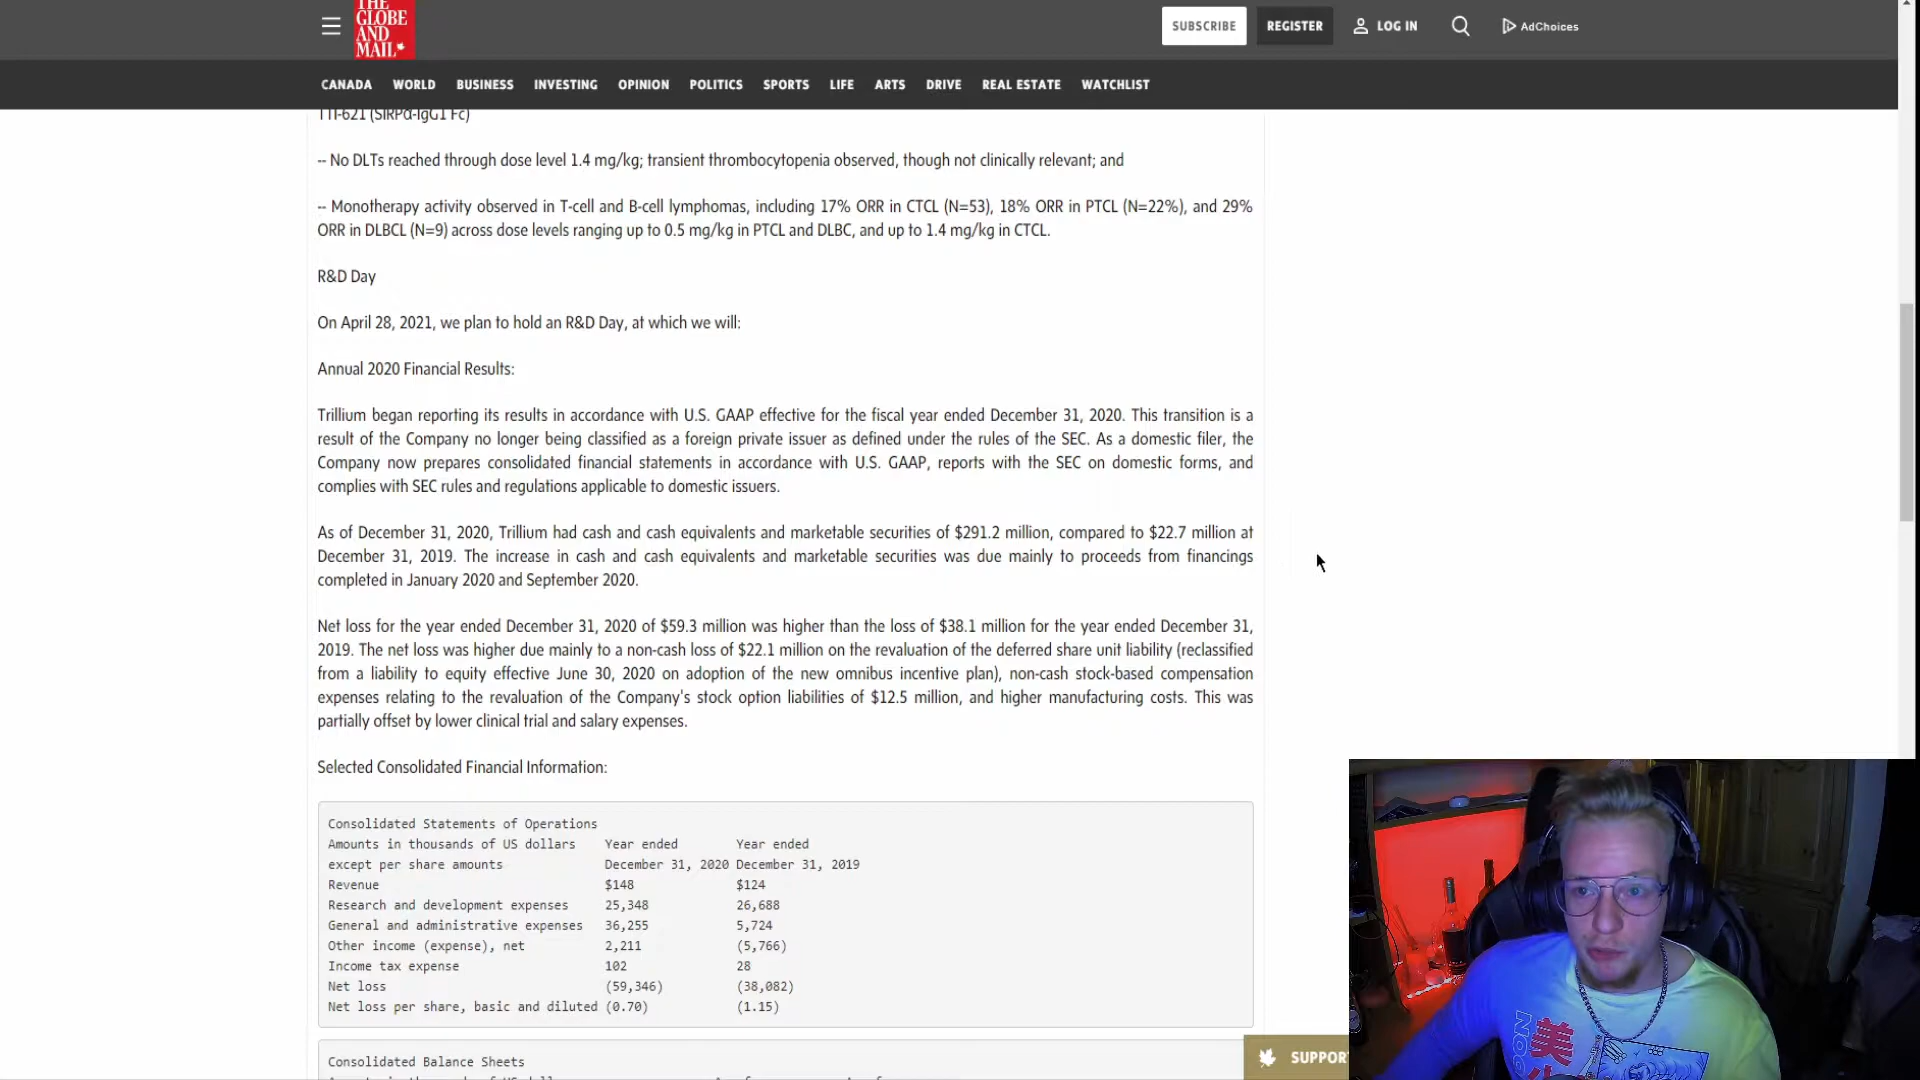 THE
GLOBE
AND
MAIL
SUBSCRIBE
REGISTER
LOG IN
AdChoices
CANADA WORLD BUSINESS INVESTING OPINION POLITICS SPORTS LIFE ARTS DRIVE REAL ESTATE WATCHLIST
TTI-621 (SIRPα-IgG1 Fc)
-- No DLTs reached through dose level 1.4 mg/kg; transient thrombocytopenia observed, though not clinically relevant; and
-- Monotherapy activity observed in T-cell and B-cell lymphomas, including 17% ORR in CTCL (N=53), 18% ORR in PTCL (N=22%), and 29%
ORR in DLBCL (N=9) across dose levels ranging up to 0.5 mg/kg in PTCL and DLBC, and up to 1.4 mg/kg in CTCL.
R&D Day
On April 28, 2021, we plan to hold an R&D Day, at which we will:
Annual 2020 Financial Results:
Trillium began reporting its results in accordance with U.S. GAAP effective for the fiscal year ended December 31, 2020. This transition is a
result of the Company no longer being classified as a foreign private issuer as defined under the rules of the SEC. As a domestic filer, the
Company now prepares consolidated financial statements in accordance with U.S. GAAP, reports with the SEC on domestic forms, and
complies with SEC rules and regulations applicable to domestic issuers.
As of December 31, 2020, Trillium had cash and cash equivalents and marketable securities of $291.2 million, compared to $22.7 million at
December 31, 2019. The increase in cash and cash equivalents and marketable securities was due mainly to proceeds from financings
completed in January 2020 and September 2020.
Net loss for the year ended December 31, 2020 of $59.3 million was higher than the loss of $38.1 million for the year ended December 31,
2019. The net loss was higher due mainly to a non-cash loss of $22.1 million on the revaluation of the deferred share unit liability (reclassified
from a liability to equity effective June 30, 2020 on adoption of the new omnibus incentive plan), non-cash stock-based compensation
expenses relating to the revaluation of the Company's stock option liabilities of $12.5 million, and higher manufacturing costs. This was
partially offset by lower clinical trial and salary expenses.
Selected Consolidated Financial Information:
Consolidated Statements of Operations
Amounts in thousands of US dollars Year ended Year ended
except per share amounts December 31, 2020 December 31, 2019
Revenue $148 $124
Research and development expenses 25,348 26,688
General and administrative expenses 36,255 5,724
Other income (expense), net 2,211 (5,766)
Income tax expense 102 28
Net loss (59,346) (38,082)
Net loss per share, basic and diluted (0.70) (1.15)
Consolidated Balance Sheets
SUPPOR
美